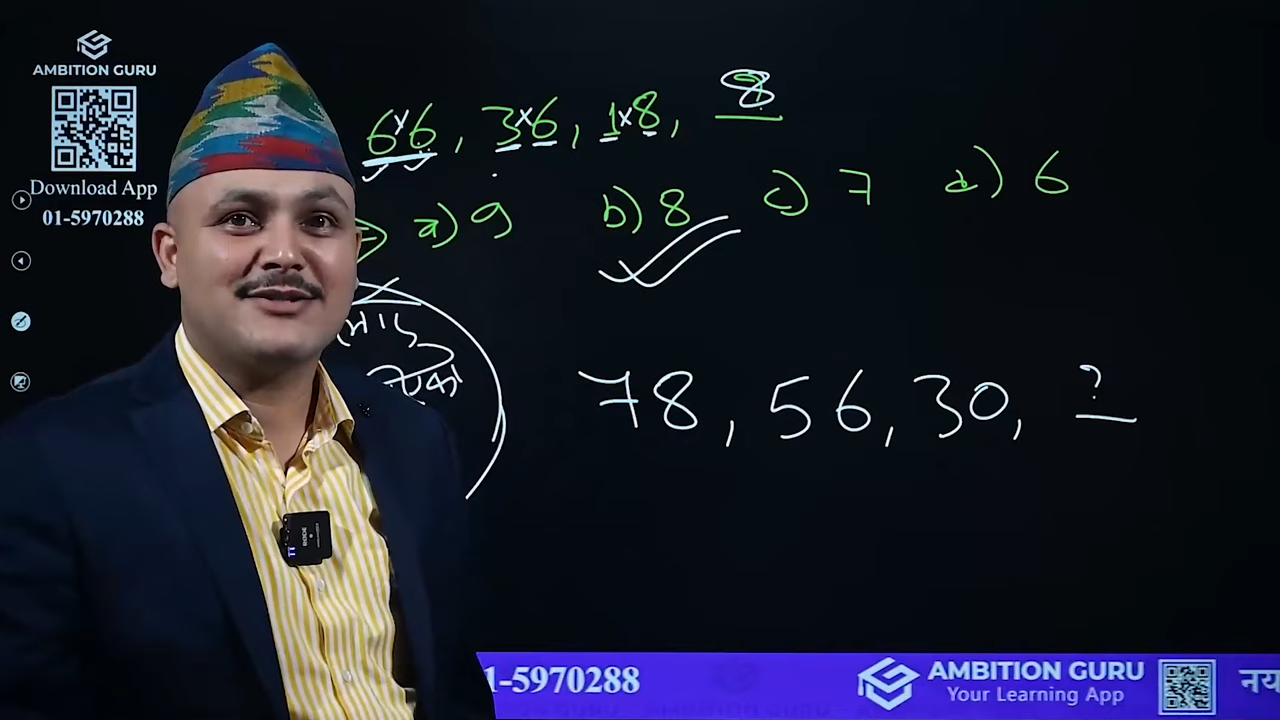 AMBITION GURU
Download App
01-5970288
6×6, 3×6, 1×8, 8
a) 9 b) 8 c) 7 d) 6
78, 56, 30, ?
1-5970288
AMBITION GURU
Your Learning App
नय